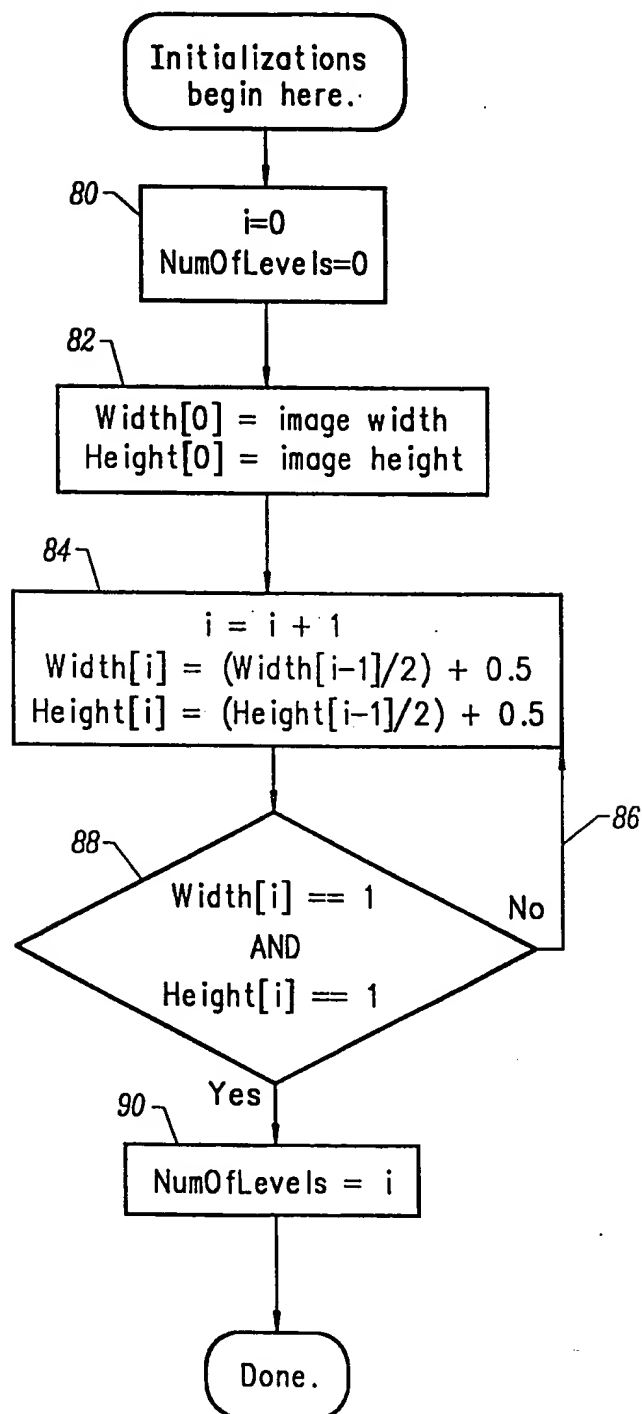 Initializations
begin here.
80
i=0
NumOfLevels=0
82
Width[0] = image width
Height[0] = image height
84
i = i + 1
Width[i] = (Width[i-1]/2) + 0.5
Height[i] = (Height[i-1]/2) + 0.5
86
88
Width[i] == 1
AND
Height[i] == 1
No
Yes
90
NumOfLevels = i
Done.